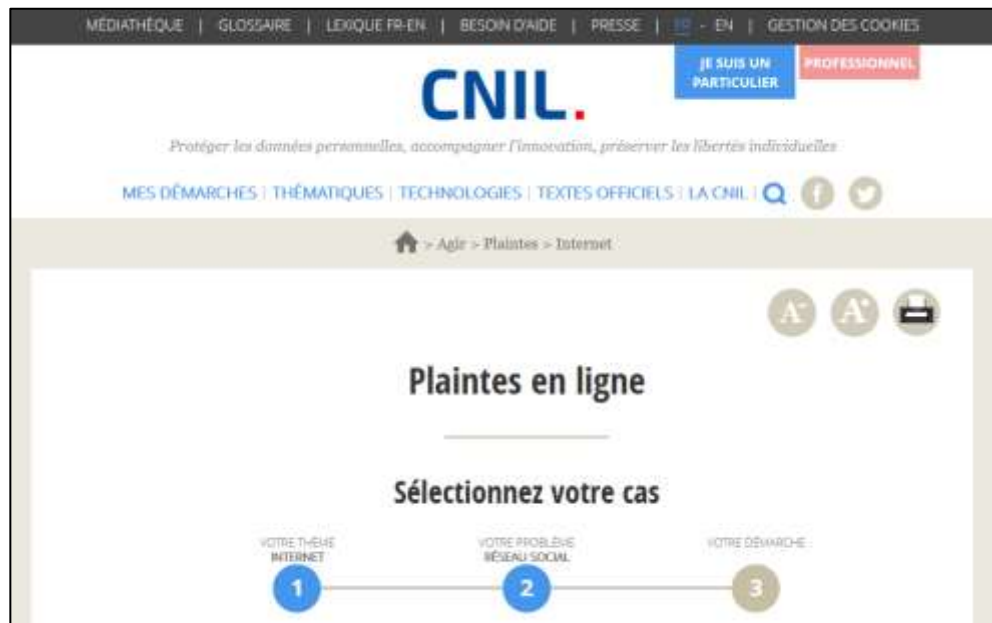 MÉDIATHÈQUE | GLOSSAIRE | LEXIQUE FR-EN | BESOIN D'AIDE | PRESSE | FR - EN | GESTION DES COOKIES
JE SUIS UN PARTICULIER
PROFESSIONNEL
CNIL.
Protéger les données personnelles, accompagner l'innovation, préserver les libertés individuelles
MES DÉMARCHES | THÉMATIQUES | TECHNOLOGIES | TEXTES OFFICIELS | LA CNIL |
> Agir > Plaintes > Internet
A- A+
Plaintes en ligne
Sélectionnez votre cas
VOTRE THÈME
INTERNET
1
VOTRE PROBLÈME
RÉSEAU SOCIAL
2
VOTRE DÉMARCHE
3